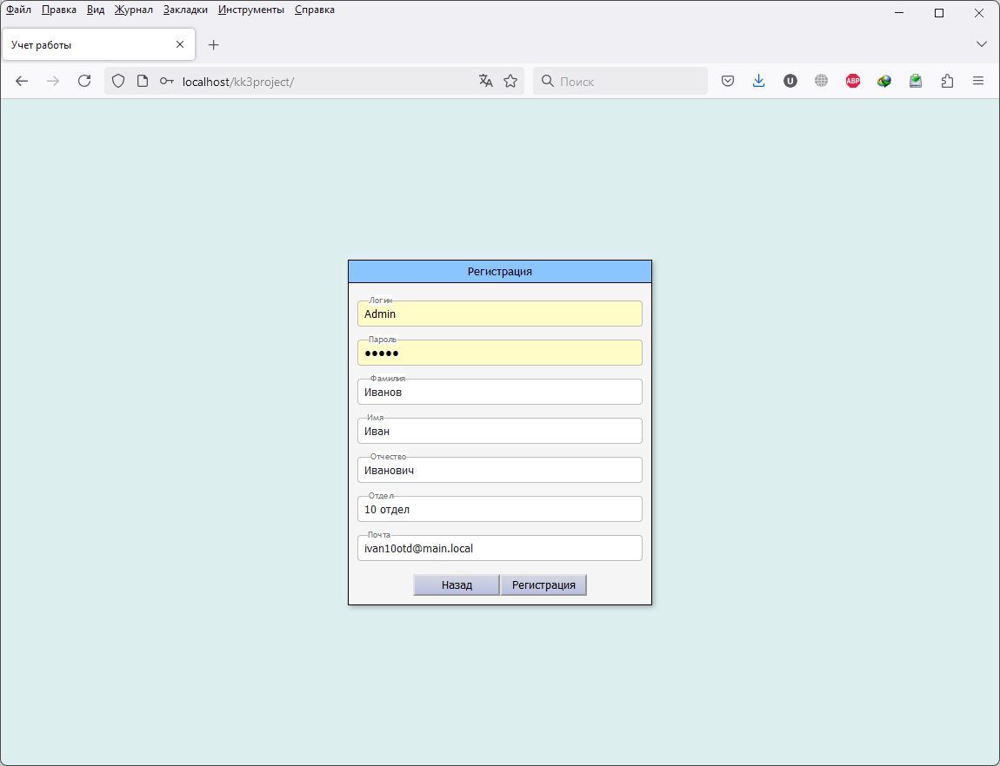 Файл Правка Вид Журнал Закладки Инструменты Справка
Учет работы
localhost/kk3project/
Поиск
U
ABP
Регистрация
Логин
Admin
Пароль
●●●●●
Фамилия
Иванов
Имя
Иван
Отчество
Иванович
Отдел
10 отдел
Почта
ivan10otd@main.local
Назад Регистрация